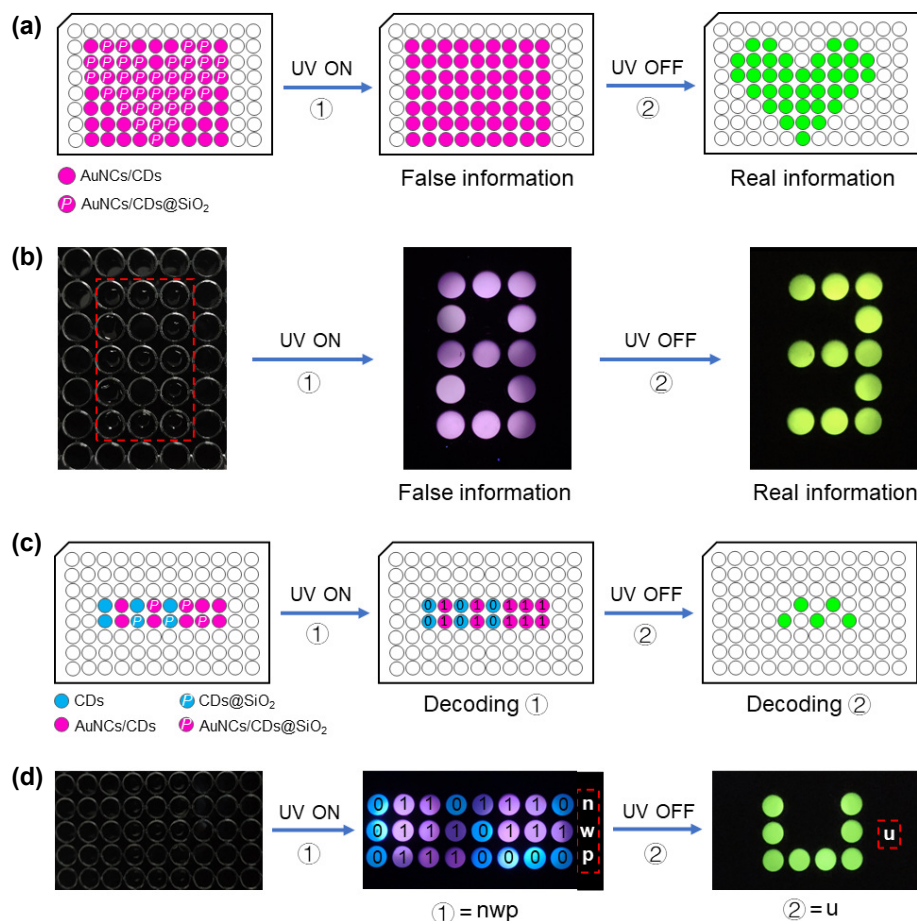 (a)
P P P P
P P P P P P P P
P P P P P P P P P
P P P P P P P
P P P P P
P P P
P
UV ON
①
UV OFF
②
AuNCs/CDs
P AuNCs/CDs@SiO₂
False information
Real information
(b)
UV ON
①
UV OFF
②
False information
Real information
(c)
P P
P P P
UV ON
①
0 1 0 1 0 1 1 1
0 1 0 1 0 1 1 1
UV OFF
②
CDs
P CDs@SiO₂
AuNCs/CDs
P AuNCs/CDs@SiO₂
Decoding ①
Decoding ②
(d)
UV ON
①
0 1 1 0 1 1 1 0 n
0 1 1 1 0 1 1 1 w
0 1 1 1 0 0 0 0 p
UV OFF
②
u
① = nwp
② = u